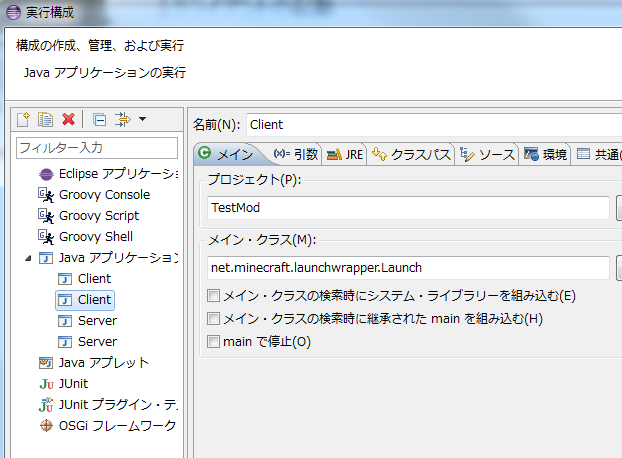 実行構成
構成の作成、管理、および実行
Java アプリケーションの実行
フィルター入力
Eclipse アプリケーショ
Groovy Console
Groovy Script
Groovy Shell
Java アプリケーション
Client
Client
Server
Server
Java アプレット
JUnit
JUnit プラグイン・テ
OSGi フレームワーク
名前(N): Client
メイン (x)= 引数 JRE クラスパス ソース 環境 共通(
プロジェクト(P):
TestMod
メイン・クラス(M):
net.minecraft.launchwrapper.Launch
メイン・クラスの検索時にシステム・ライブラリーを組み込む(E)
メイン・クラスの検索時に継承された main を組み込む(H)
main で停止(O)